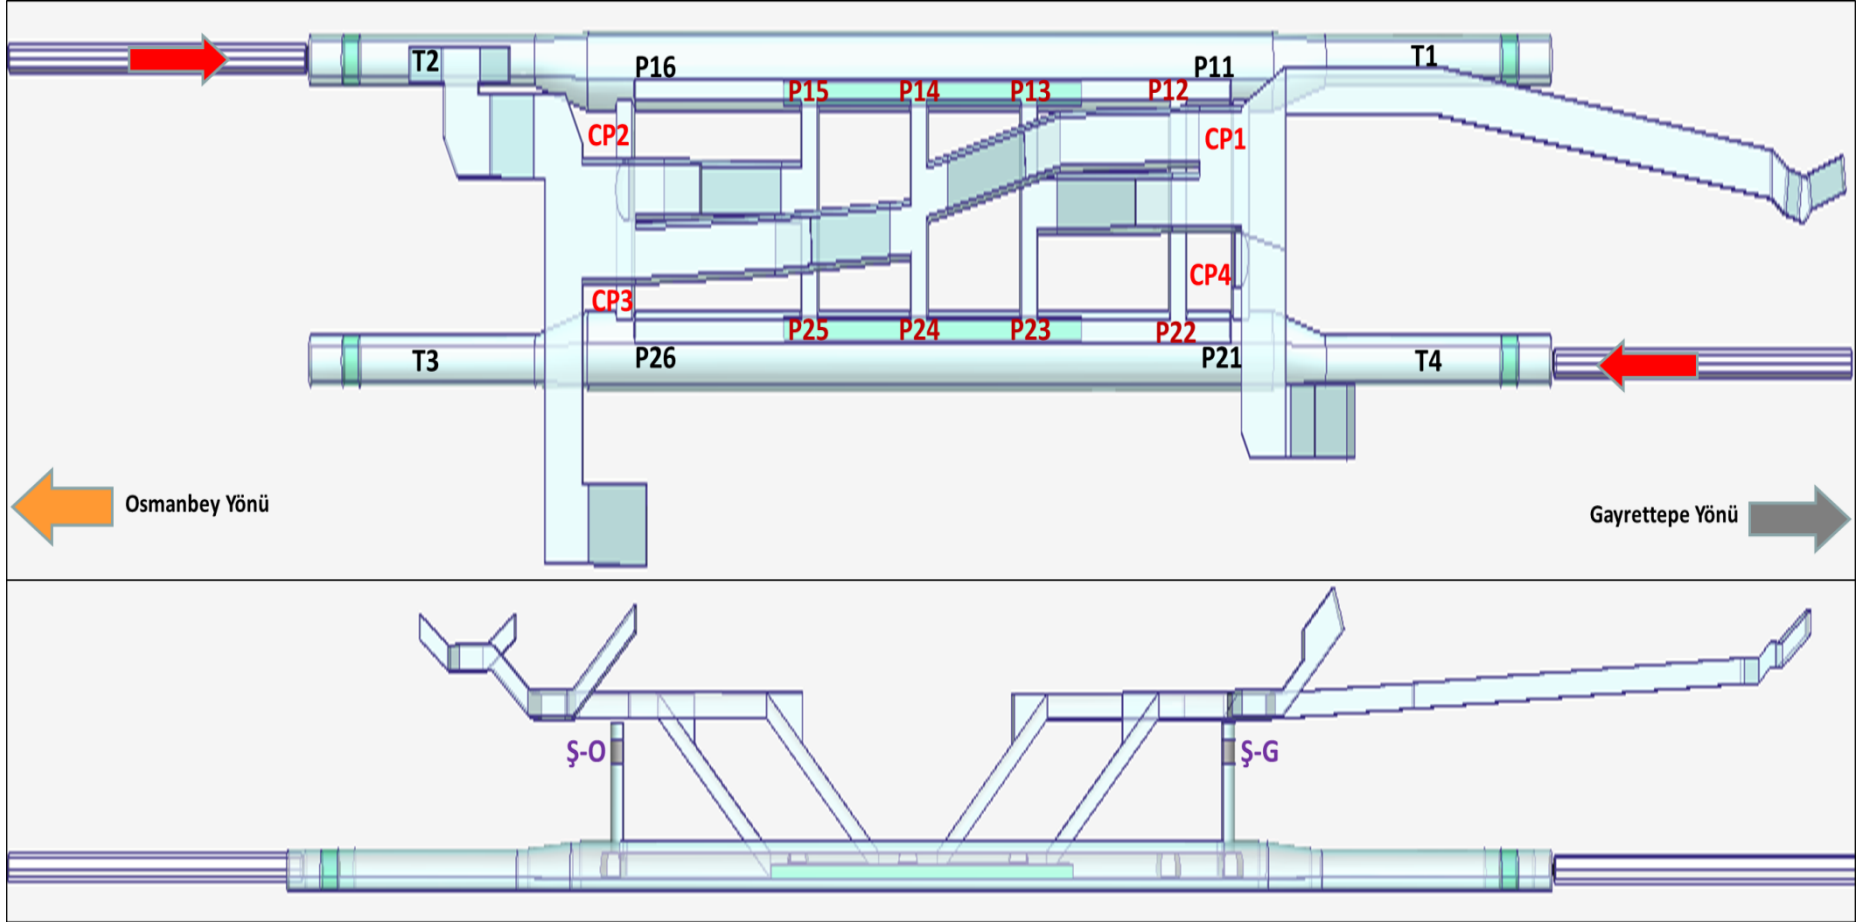 T2
P16
P11
T1
P15
P14
P13
P12
CP2
CP1
CP4
CP3
P25
P24
P23
P22
T3
P26
P21
T4
Osmanbey Yönü
Gayrettepe Yönü
Ş-O
Ş-G